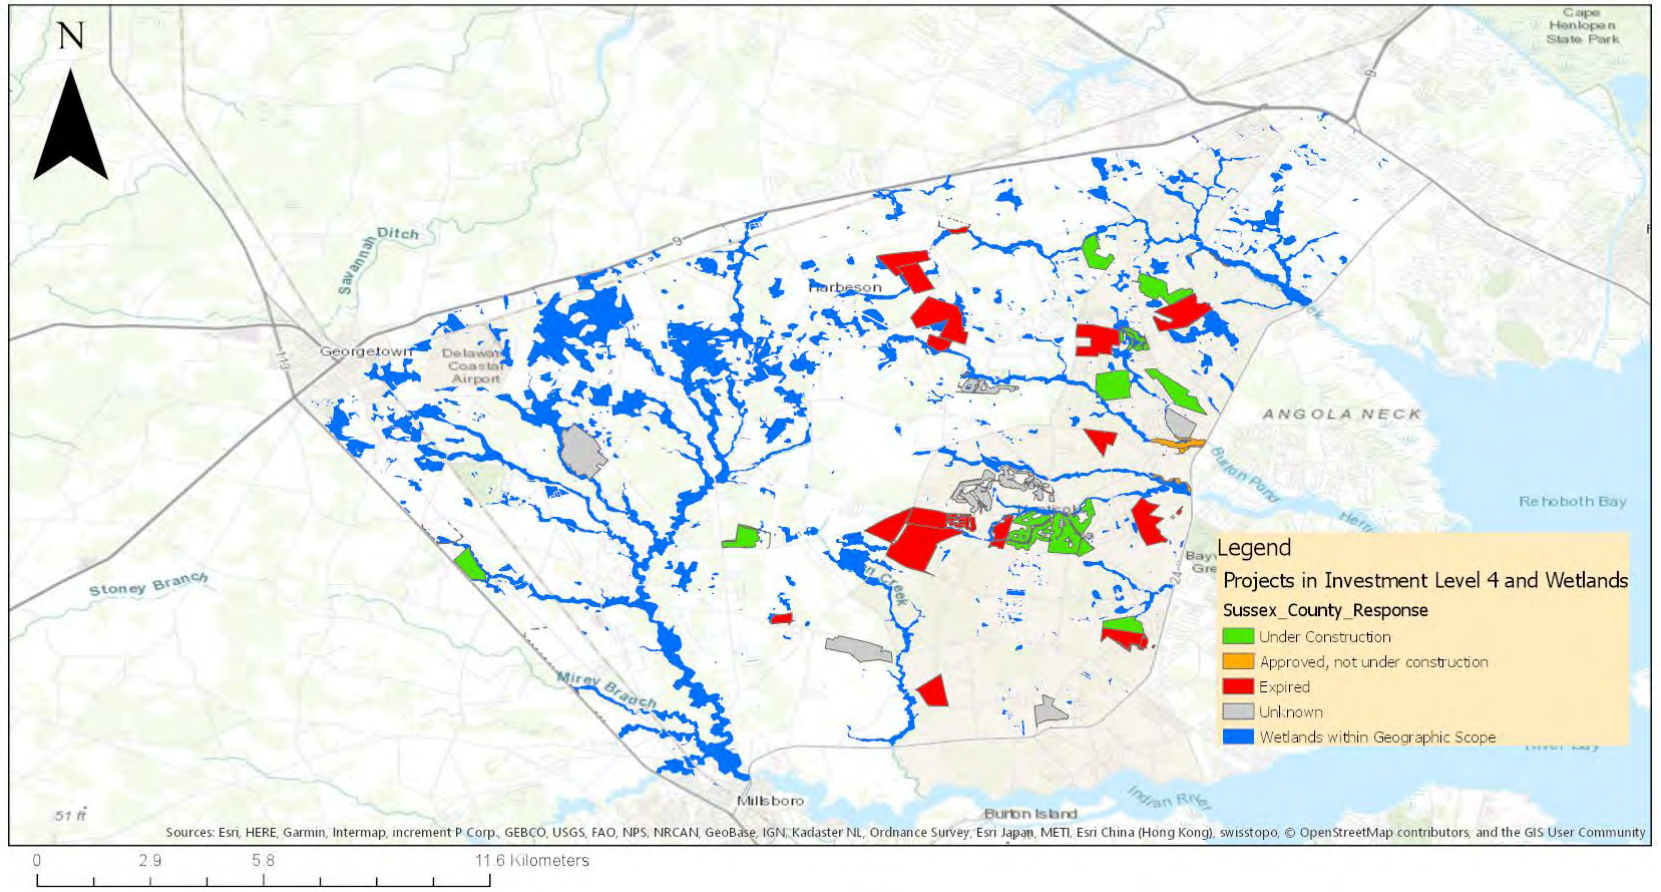 Cape
Henlopen
State Park
N
9
Savannah Ditch
9
Harbeson
Georgetown
Delaware
Coastal
Airport
113
ANGOLA NECK
Burton Pond
Rehoboth Bay
Stoney Branch
Creek
24
Mirey Branch
Legend
Projects in Investment Level 4 and Wetlands
Sussex_County_Response
Under Construction
Approved, not under construction
Expired
Unknown
Wetlands within Geographic Scope
Millsboro
Burton Island
Indian River
51 ft
Sources: Esri, HERE, Garmin, Intermap, increment P Corp., GEBCO, USGS, FAO, NPS, NRCAN, GeoBase, IGN, Kadaster NL, Ordnance Survey, Esri Japan, METI, Esri China (Hong Kong), swisstopo, © OpenStreetMap contributors, and the GIS User Community
0 2.9 5.8 11.6 Kilometers